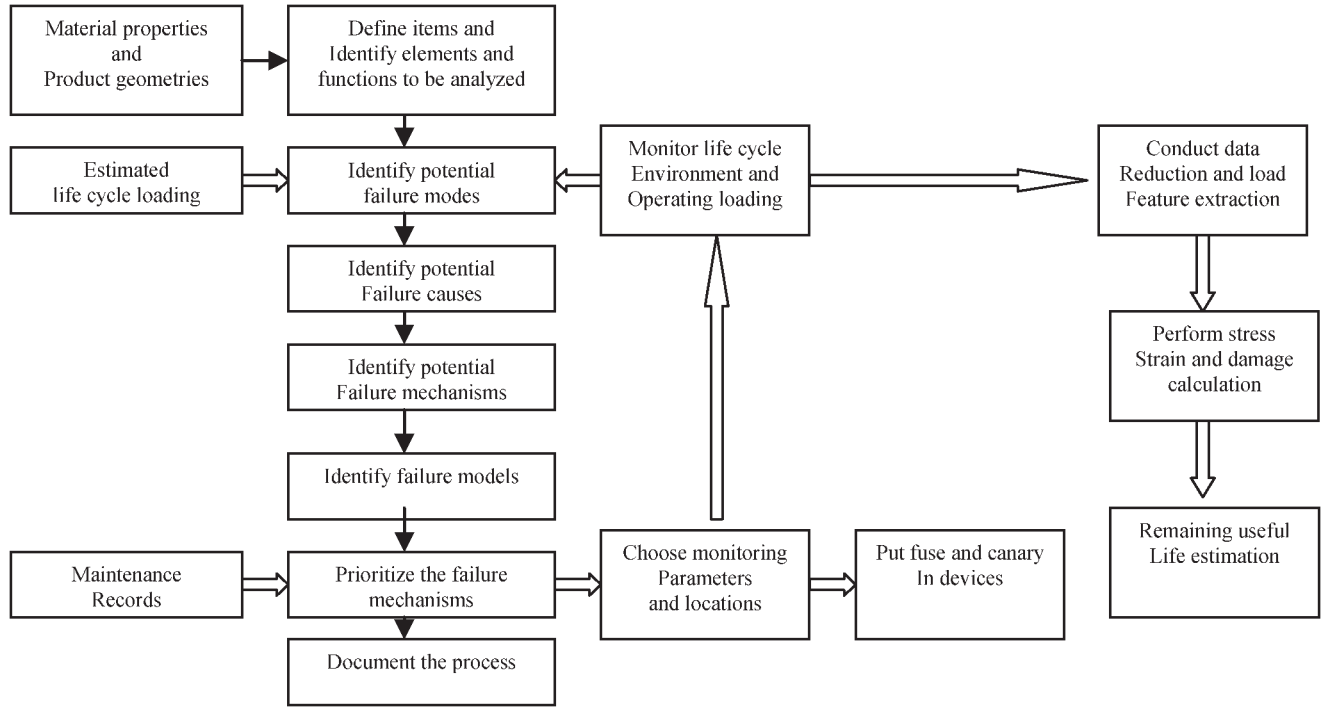 Material properties
and
Product geometries
Define items and
Identify elements and
functions to be analyzed
Estimated
life cycle loading
Identify potential
failure modes
Monitor life cycle
Environment and
Operating loading
Conduct data
Reduction and load
Feature extraction
Identify potential
Failure causes
Identify potential
Failure mechanisms
Perform stress
Strain and damage
calculation
Identify failure models
Maintenance
Records
Prioritize the failure
mechanisms
Choose monitoring
Parameters
and locations
Put fuse and canary
In devices
Remaining useful
Life estimation
Document the process